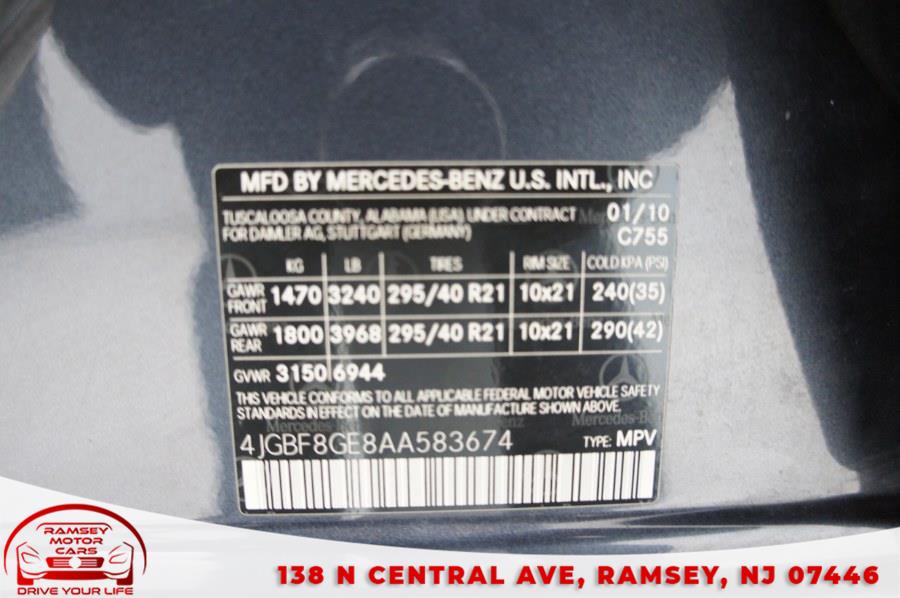 MFD BY MERCEDES-BENZ U.S. INTL., INC
TUSCALOOSA COUNTY, ALABAMA (USA) UNDER CONTRACT 01/10
FOR DAIMLER AG, STUTTGART (GERMANY) C755
KG LB TIRES RIM SIZE COLD KPA (PSI)
GAWR FRONT 1470 3240 295/40 R21 10x21 240(35)
GAWR REAR 1800 3968 295/40 R21 10x21 290(42)
GVWR 3150 6944
THIS VEHICLE CONFORMS TO ALL APPLICABLE FEDERAL MOTOR VEHICLE SAFETY
STANDARDS IN EFFECT ON THE DATE OF MANUFACTURE SHOWN ABOVE.
4JGBF8GE8AA583674 TYPE: MPV
RAMSEY
MOTOR
CARS
DRIVE YOUR LIFE
138 N CENTRAL AVE, RAMSEY, NJ 07446